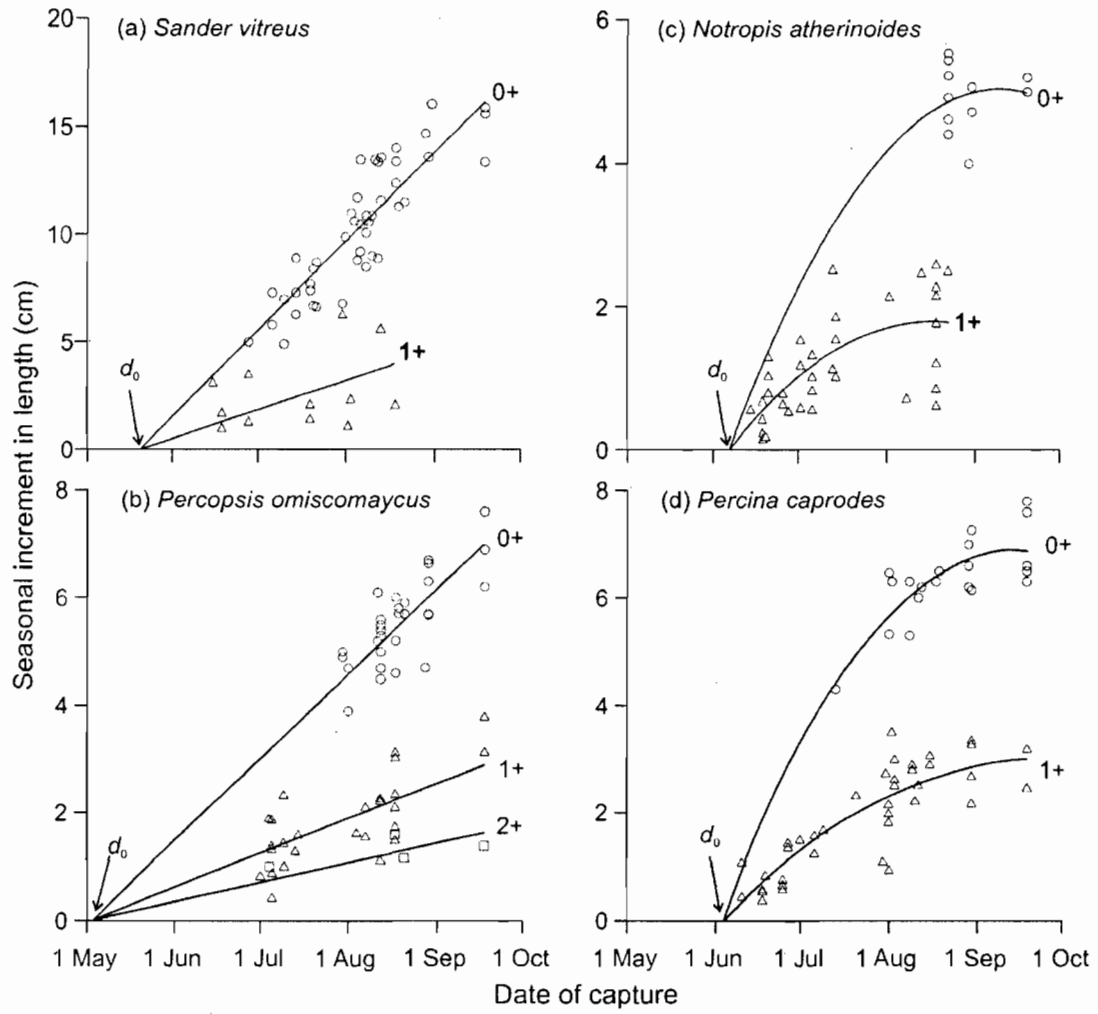 (a) Sander vitreus
20
15
10
5
0
0+
1+
d0
(c) Notropis atherinoides
6
4
2
0
0+
1+
d0
(b) Percopsis omiscomaycus
8
6
4
2
0
0+
1+
2+
d0
1 May 1 Jun 1 Jul 1 Aug 1 Sep 1 Oct
(d) Percina caprodes
8
6
4
2
0
0+
1+
d0
1 May 1 Jun 1 Jul 1 Aug 1 Sep 1 Oct
Seasonal increment in length (cm)
Date of capture